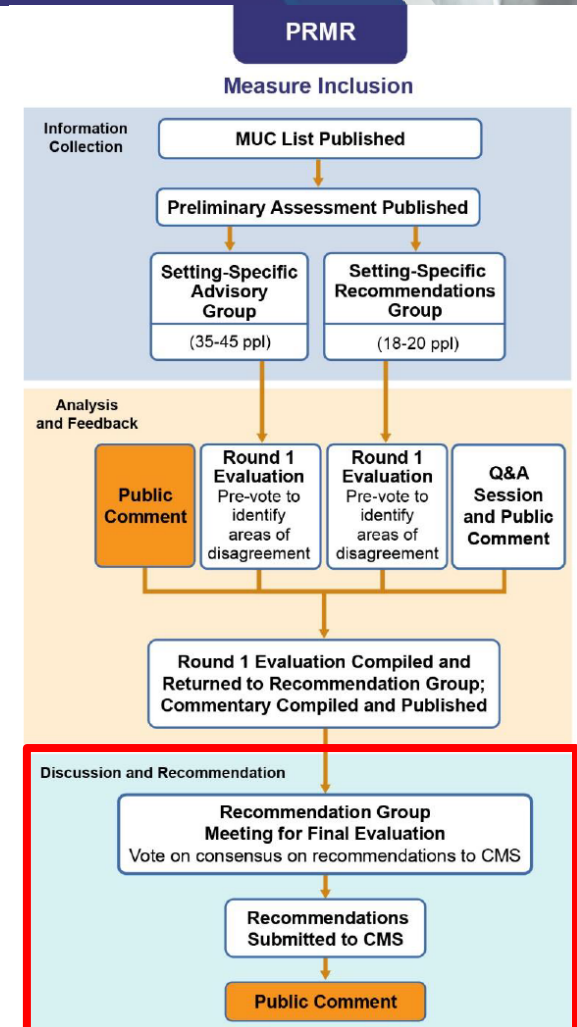 PRMR
Measure Inclusion
Information
Collection
MUC List Published
Preliminary Assessment Published
Setting-Specific
Advisory
Group
(35-45 ppl)
Setting-Specific
Recommendations
Group
(18-20 ppl)
Analysis
and Feedback
Public
Comment
Round 1
Evaluation
Pre-vote to
identify
areas of
disagreement
Round 1
Evaluation
Pre-vote to
identify
areas of
disagreement
Q&A
Session
and Public
Comment
Round 1 Evaluation Compiled and
Returned to Recommendation Group;
Commentary Compiled and Published
Discussion and Recommendation
Recommendation Group
Meeting for Final Evaluation
Vote on consensus on recommendations to CMS
Recommendations
Submitted to CMS
Public Comment